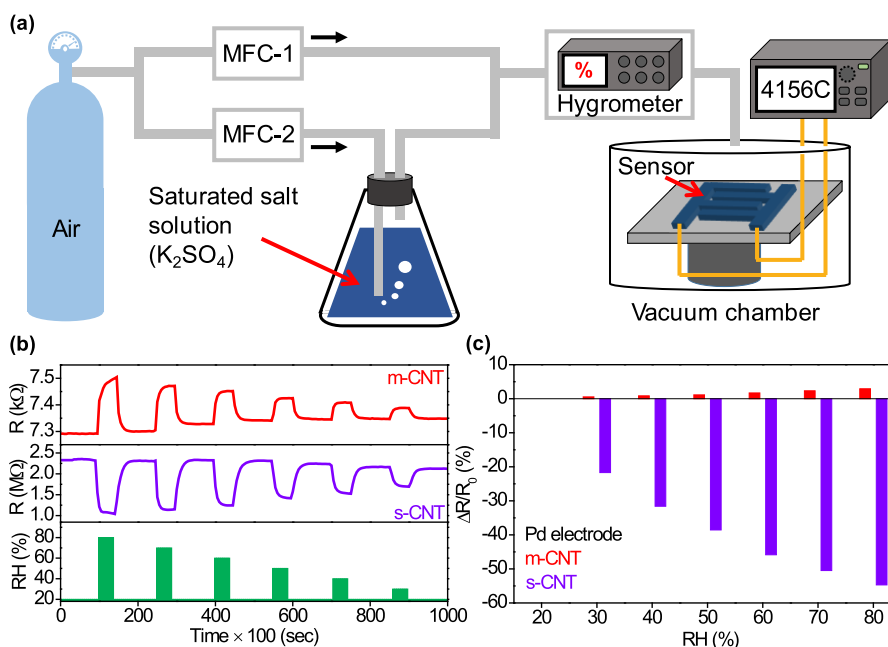 (a)
MFC-1
MFC-2
%
Hygrometer
4156C
Sensor
Saturated salt
solution
(K₂SO₄)
Air
Vacuum chamber
(b)
7.5
7.4
7.3
R (kΩ)
m-CNT
2.5
2.0
1.5
1.0
R (MΩ)
s-CNT
80
60
40
20
RH (%)
0 200 400 600 800 1000
Time × 100 (sec)
(c)
10
0
-10
-20
-30
-40
-50
-60
ΔR/R₀ (%)
Pd electrode
m-CNT
s-CNT
20 30 40 50 60 70 80
RH (%)